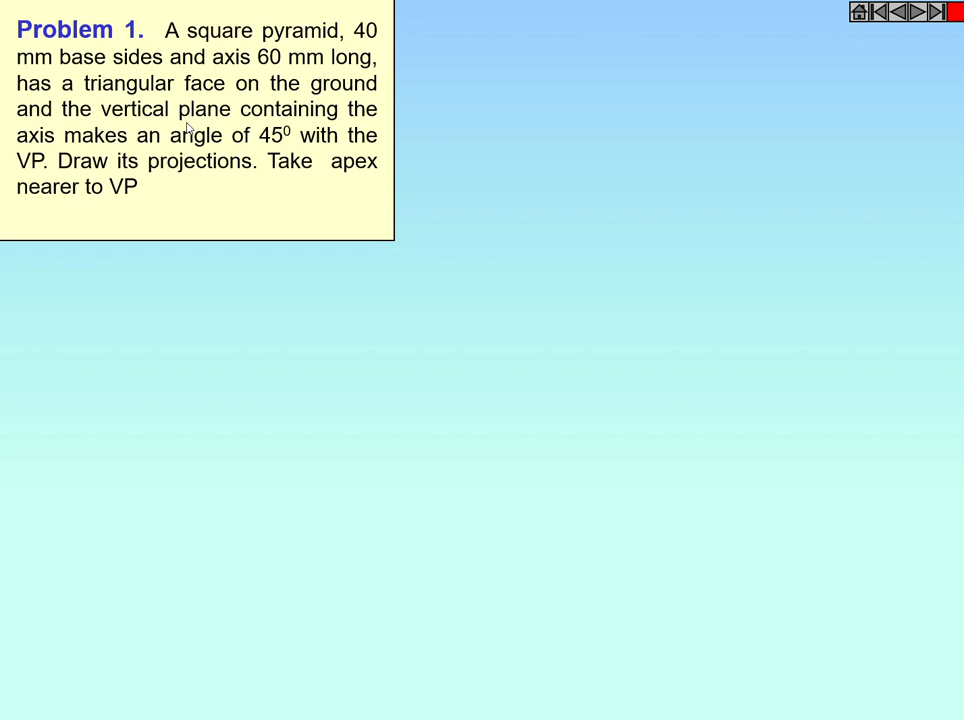 Problem 1. A square pyramid, 40
mm base sides and axis 60 mm long,
has a triangular face on the ground
and the vertical plane containing the
axis makes an angle of 45⁰ with the
VP. Draw its projections. Take apex
nearer to VP